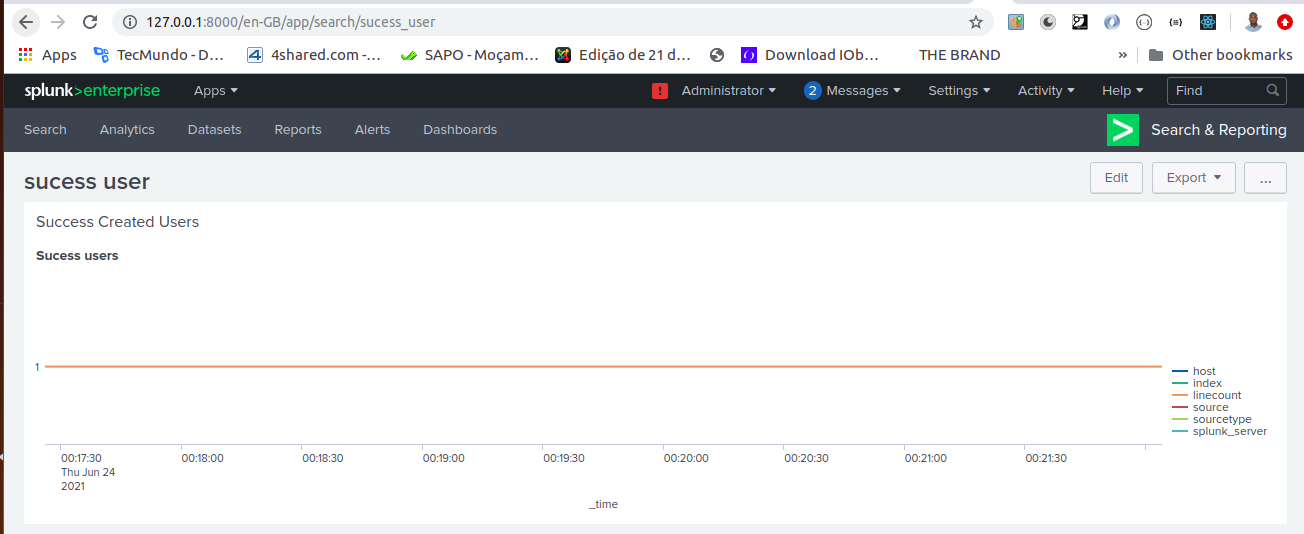 127.0.0.1:8000/en-GB/app/search/sucess_user
Apps TecMundo - D... 4shared.com -... SAPO - Moçam... Edição de 21 d... Download IOb... THE BRAND » Other bookmarks
splunk>enterprise Apps Administrator 2 Messages Settings Activity Help Find
Search Analytics Datasets Reports Alerts Dashboards Search & Reporting
sucess user Edit Export ...
Success Created Users
Sucess users
1
host
index
linecount
source
sourcetype
splunk_server
00:17:30 00:18:00 00:18:30 00:19:00 00:19:30 00:20:00 00:20:30 00:21:00 00:21:30
Thu Jun 24
2021
_time